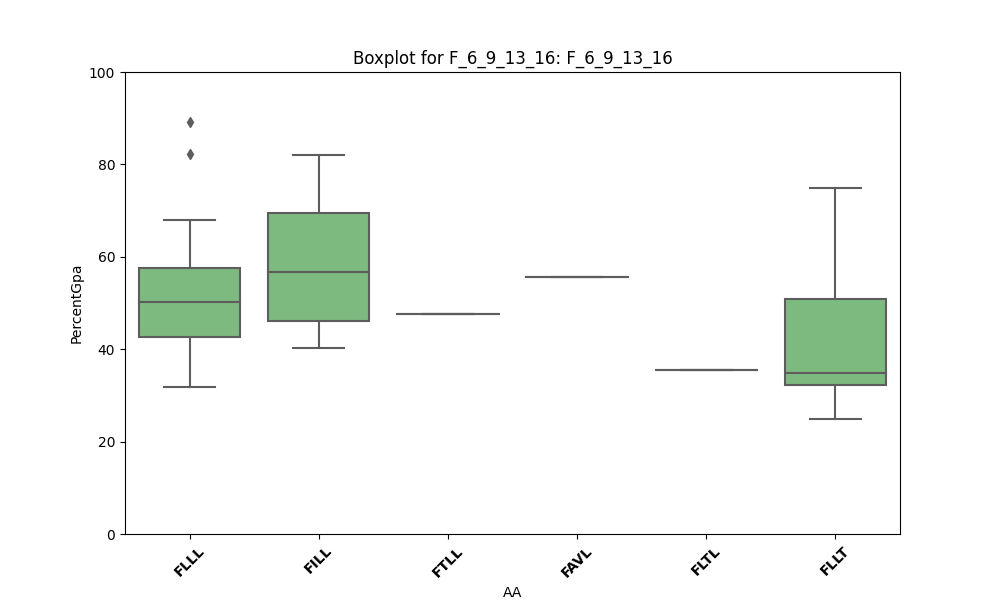 Boxplot for F_6_9_13_16: F_6_9_13_16
100
80
60
40
20
0
PercentGpa
FLLL
FILL
FTLL
FAVL
FLTL
FLLT
AA